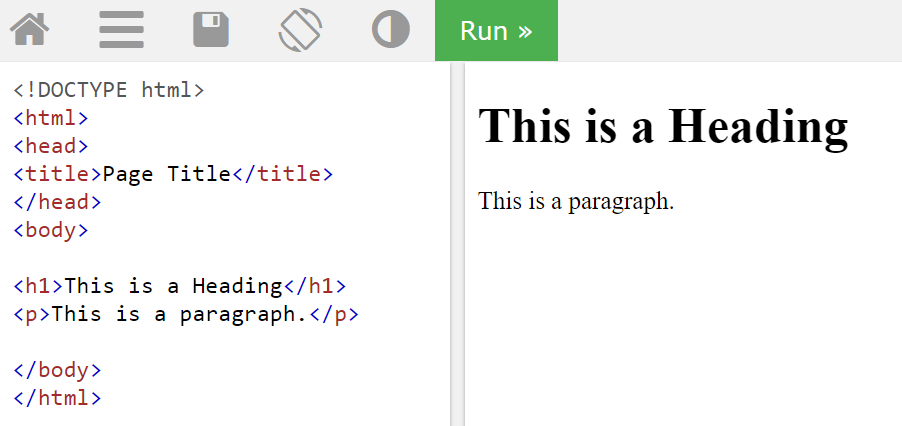 Run »
<!DOCTYPE html>
<html>
<head>
<title>Page Title</title>
</head>
<body>
<h1>This is a Heading</h1>
<p>This is a paragraph.</p>
</body>
</html>
This is a Heading
This is a paragraph.